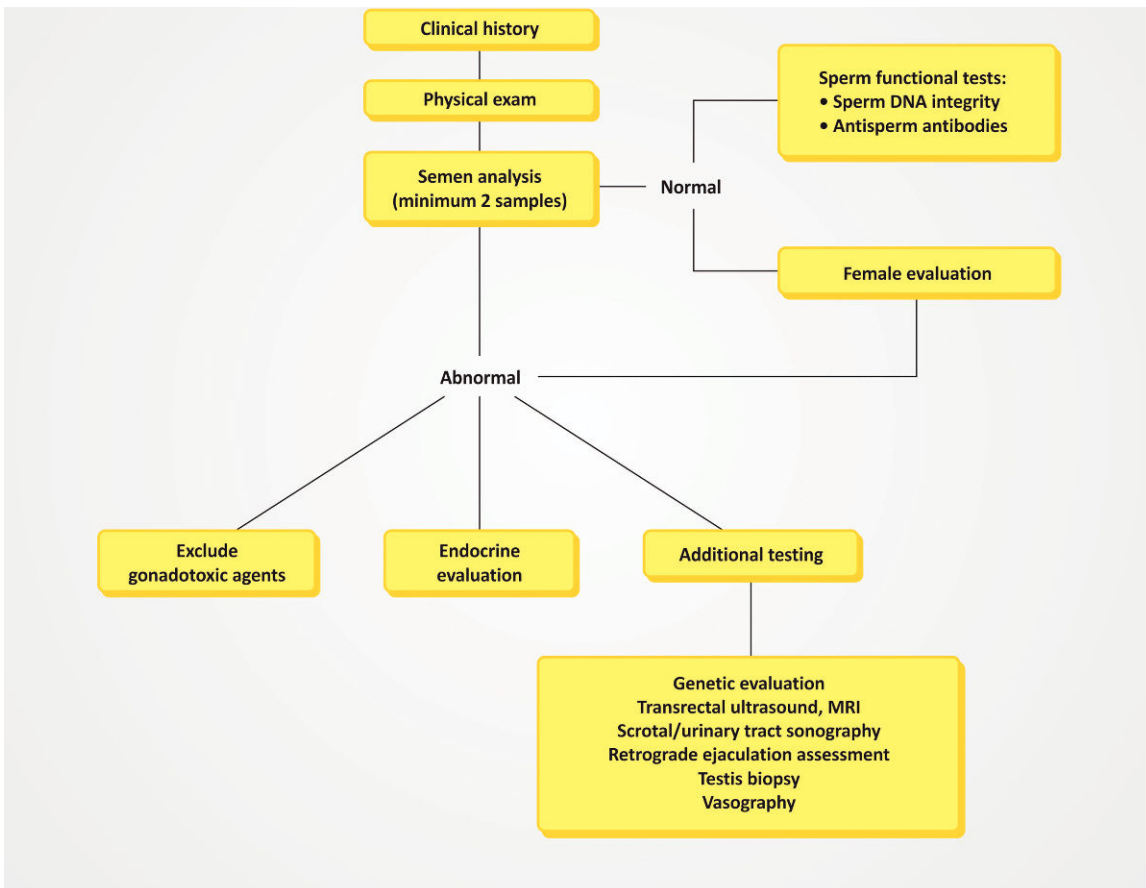 Clinical history
Physical exam
Semen analysis
(minimum 2 samples)
Normal
Sperm functional tests:
• Sperm DNA integrity
• Antisperm antibodies
Female evaluation
Abnormal
Exclude
gonadotoxic agents
Endocrine
evaluation
Additional testing
Genetic evaluation
Transrectal ultrasound, MRI
Scrotal/urinary tract sonography
Retrograde ejaculation assessment
Testis biopsy
Vasography